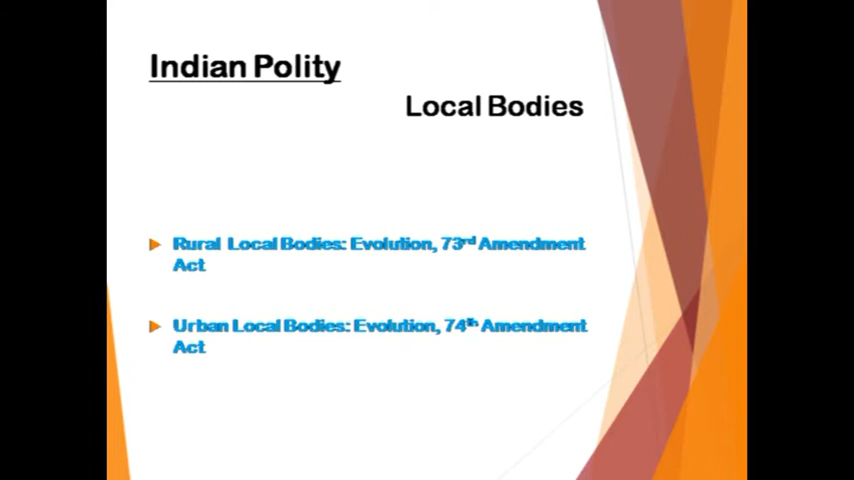 Indian Polity
Local Bodies
Rural Local Bodies: Evolution, 73rd Amendment
Act
Urban Local Bodies: Evolution, 74th Amendment
Act